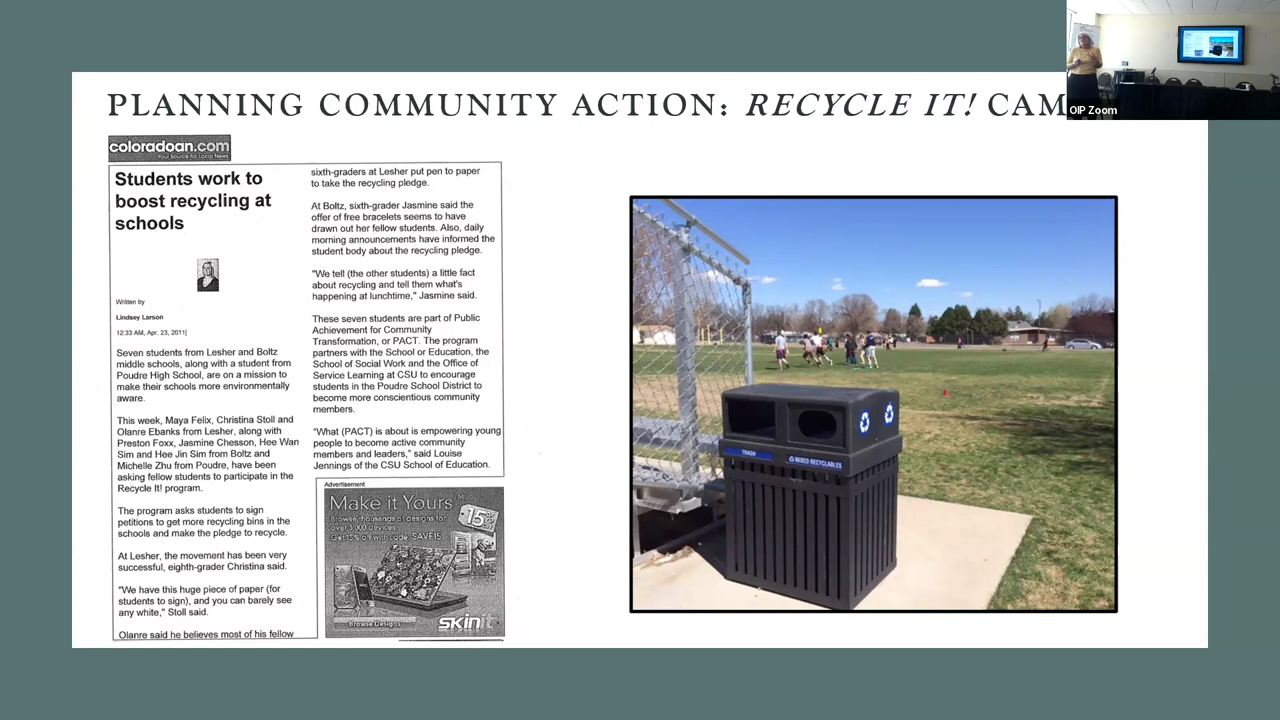 PLANNING COMMUNITY ACTION: RECYCLE IT! CAM
OIP Zoom
coloradoan.com
Your Source for Local News
Students work to
boost recycling at
schools
Written by
Lindsey Larson
12:33 AM, Apr. 23, 2011|
Seven students from Lesher and Boltz
middle schools, along with a student from
Poudre High School, are on a mission to
make their schools more environmentally
aware.
This week, Maya Felix, Christina Stoll and
Olanre Ebanks from Lesher, along with
Preston Foxx, Jasmine Chesson, Hee Wan
Sim and Hee Jin Sim from Boltz and
Michelle Zhu from Poudre, have been
asking fellow students to participate in the
Recycle It! program.
The program asks students to sign
petitions to get more recycling bins in the
schools and make the pledge to recycle.
At Lesher, the movement has been very
successful, eighth-grader Christina said.
"We have this huge piece of paper (for
students to sign), and you can barely see
any white," Stoll said.
Olanre said he believes most of his fellow
sixth-graders at Lesher put pen to paper
to take the recycling pledge.
At Boltz, sixth-grader Jasmine said the
offer of free bracelets seems to have
drawn out her fellow students. Also, daily
morning announcements have informed the
student body about the recycling pledge.
"We tell (the other students) a little fact
about recycling and tell them what's
happening at lunchtime," Jasmine said.
These seven students are part of Public
Achievement for Community
Transformation, or PACT. The program
partners with the School or Education, the
School of Social Work and the Office of
Service Learning at CSU to encourage
students in the Poudre School District to
become more conscientious community
members.
"What (PACT) is about is empowering young
people to become active community
members and leaders," said Louise
Jennings of the CSU School of Education.
Advertisement
Make it Yours™
Browse thousands of designs for
over 3,000 devices.
Get 15% off with code: SAVE15
15%
Browse Designs
skinit
TRASH
MIXED RECYCLABLES